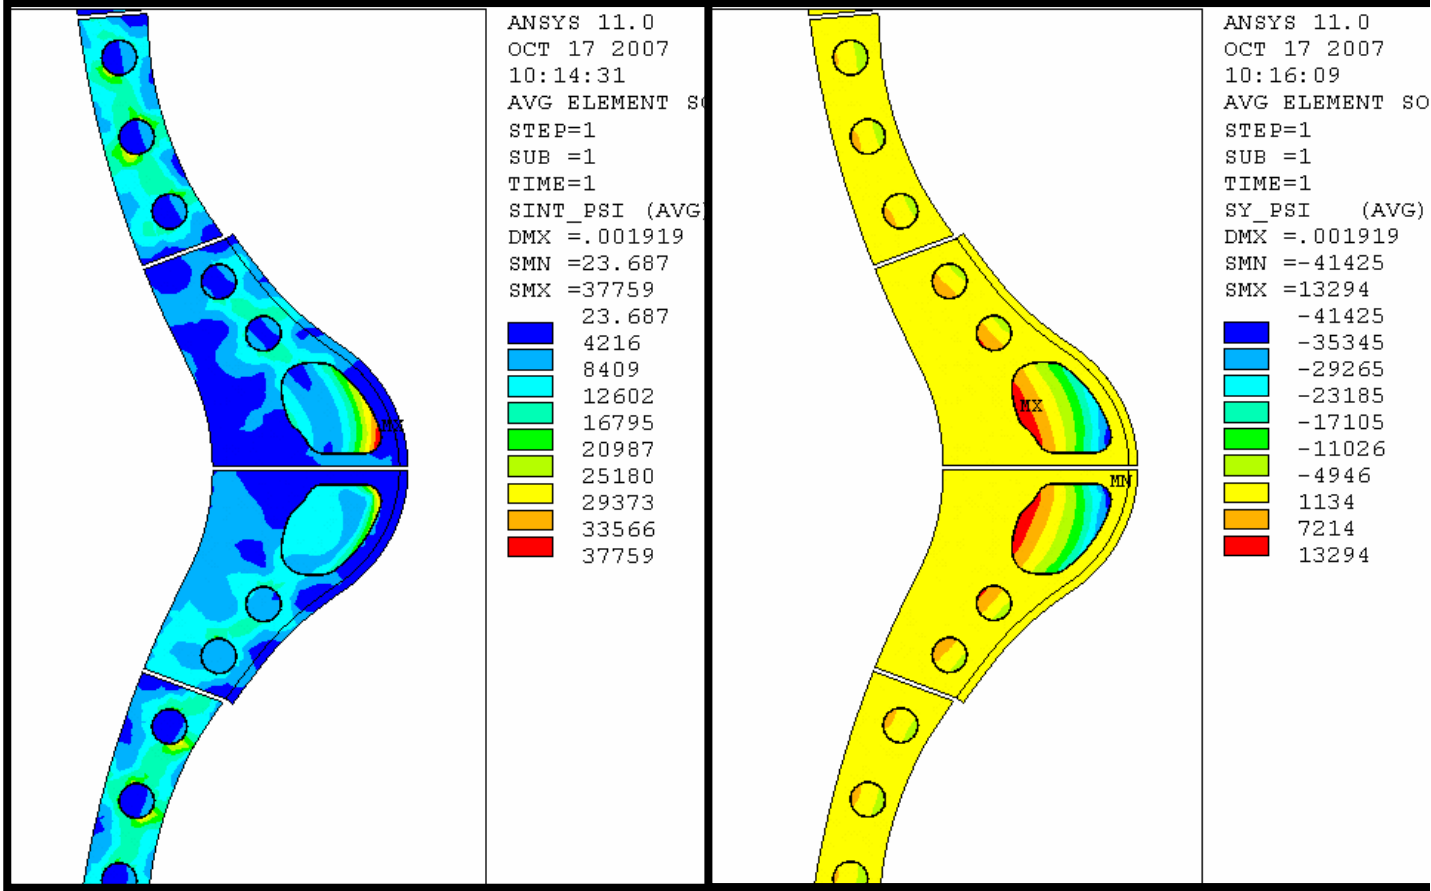 ANSYS 11.0
OCT 17 2007
10:14:31
AVG ELEMENT SO
STEP=1
SUB =1
TIME=1
SINT_PSI (AVG)
DMX =.001919
SMN =23.687
SMX =37759
23.687
4216
8409
12602
16795
20987
25180
29373
33566
37759
MX
ANSYS 11.0
OCT 17 2007
10:16:09
AVG ELEMENT SO
STEP=1
SUB =1
TIME=1
SY_PSI (AVG)
DMX =.001919
SMN =-41425
SMX =13294
-41425
-35345
-29265
-23185
-17105
-11026
-4946
1134
7214
13294
MX
MN